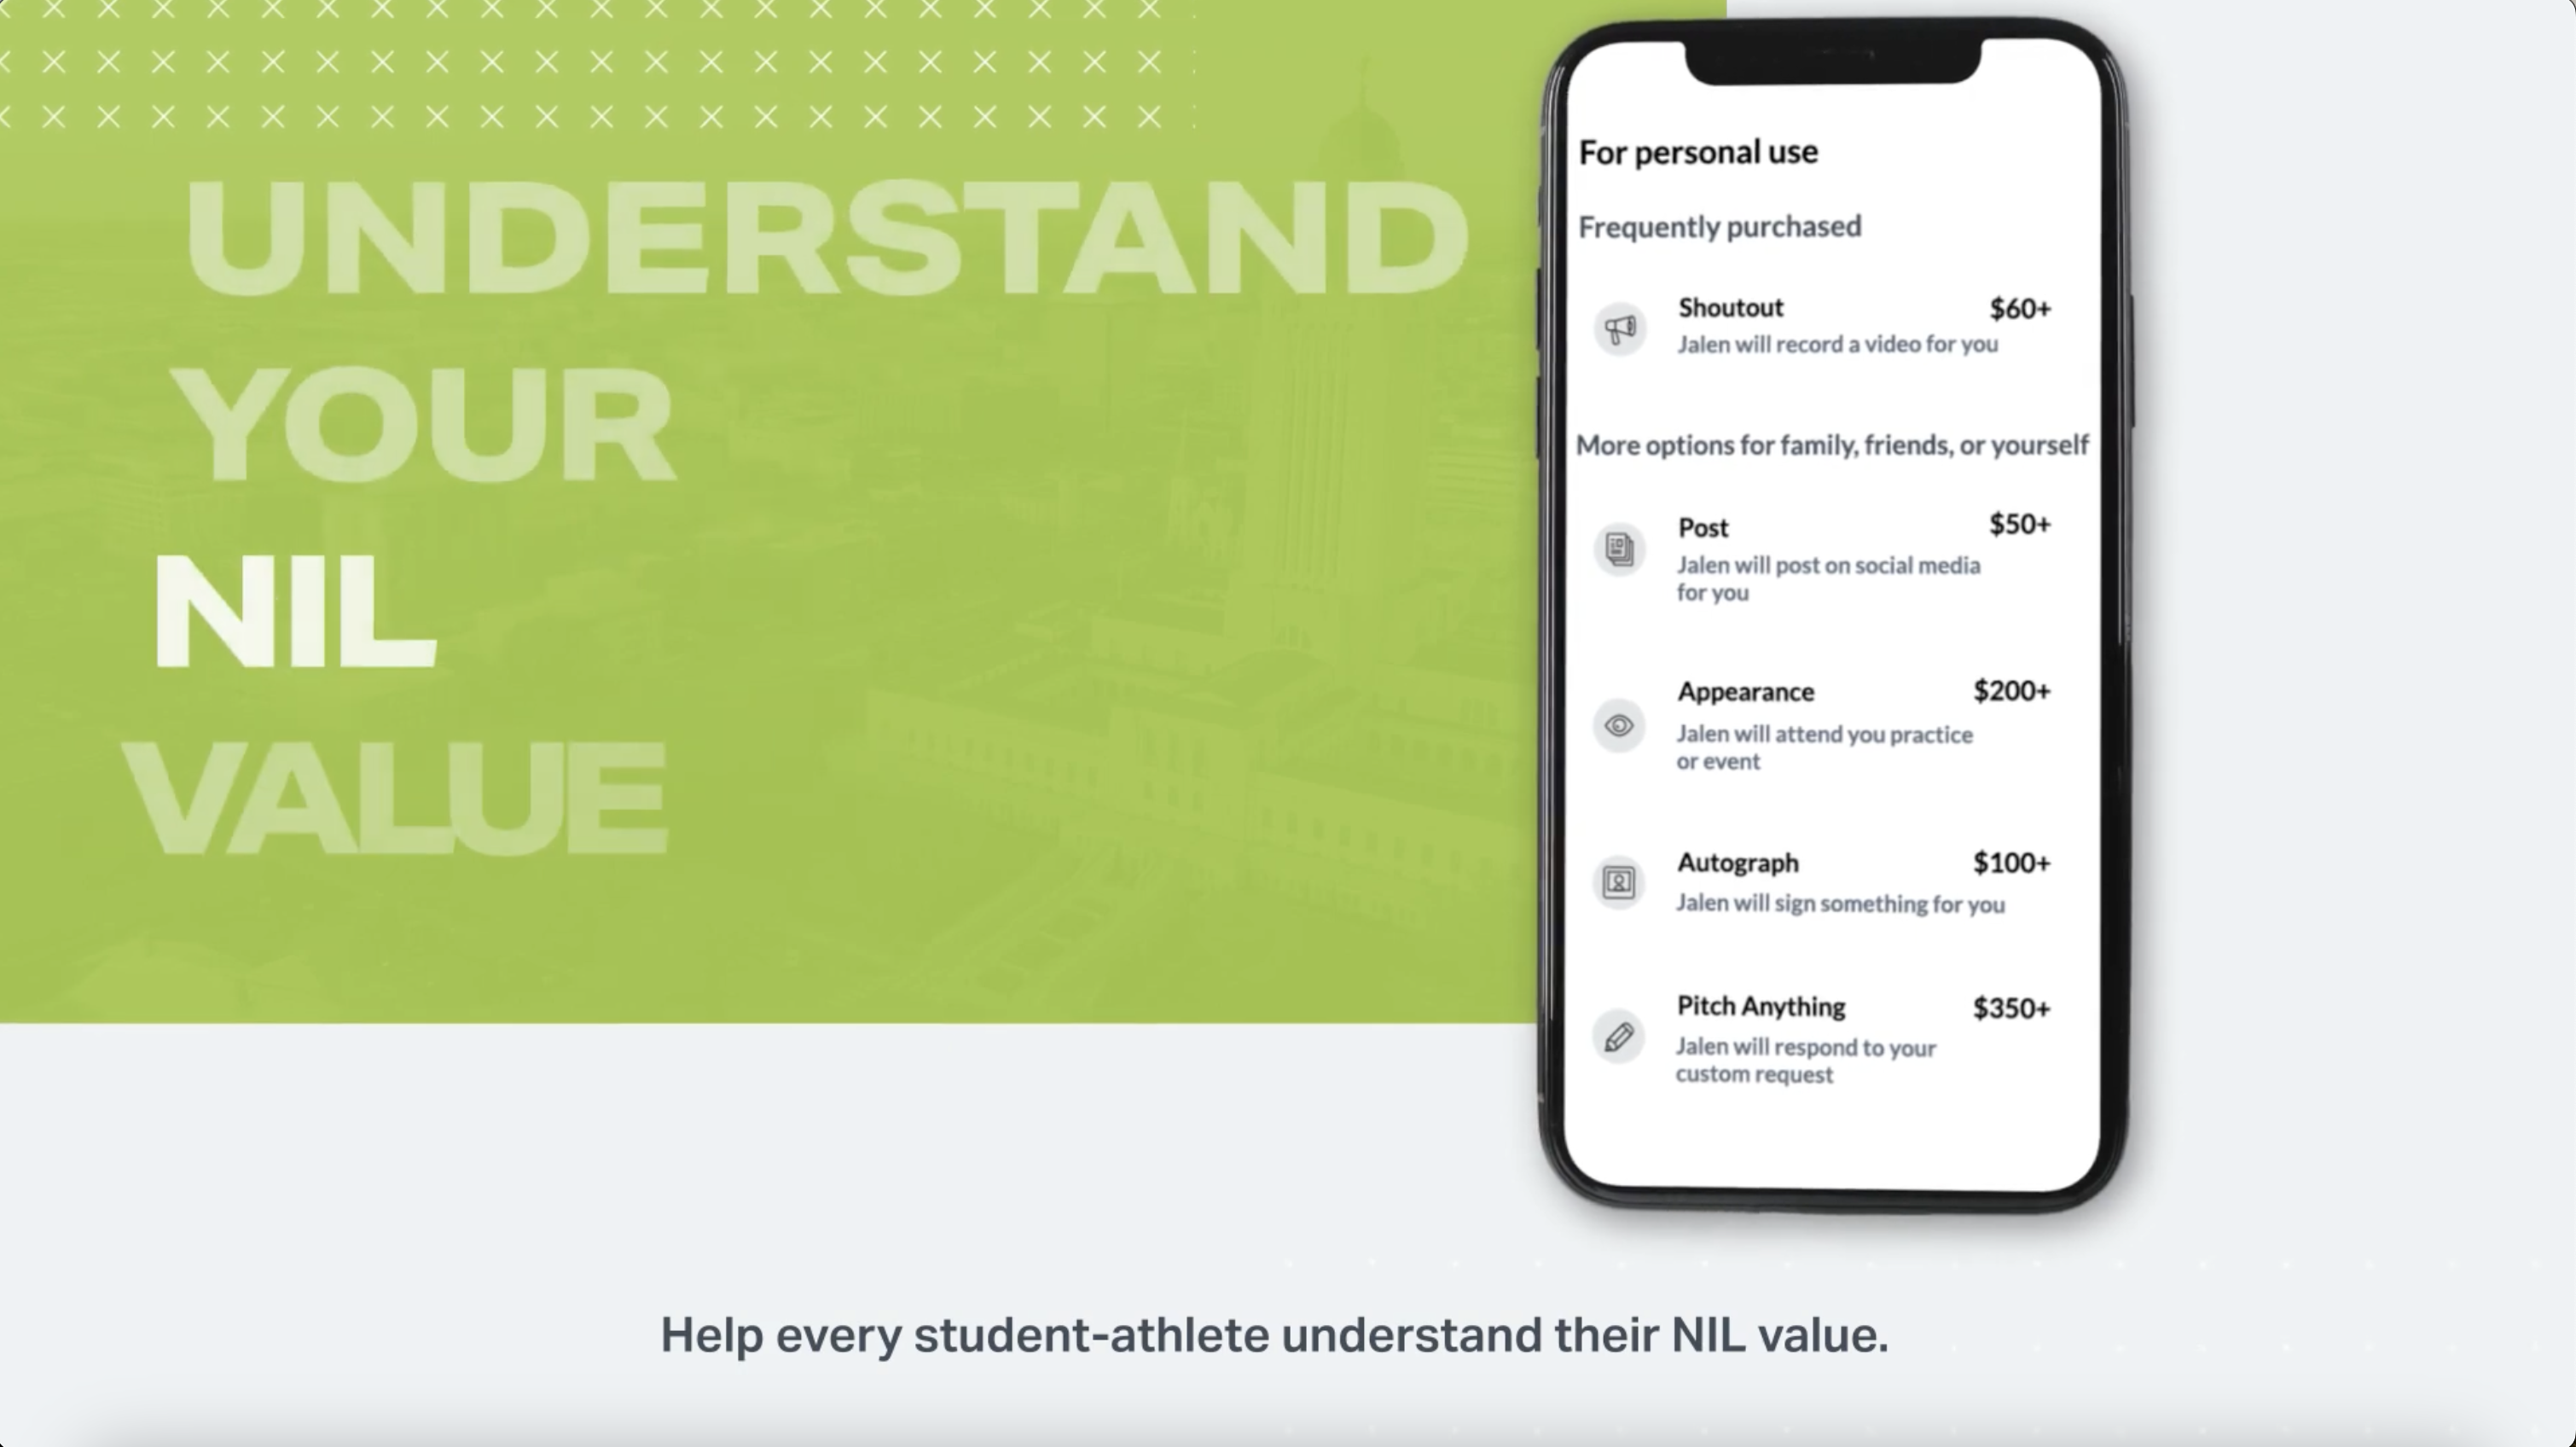 UNDERSTAND
YOUR
NIL
VALUE
For personal use
Frequently purchased
Shoutout $60+
Jalen will record a video for you
More options for family, friends, or yourself
Post $50+
Jalen will post on social media
for you
Appearance $200+
Jalen will attend you practice
or event
Autograph $100+
Jalen will sign something for you
Pitch Anything $350+
Jalen will respond to your
custom request
Help every student-athlete understand their NIL value.